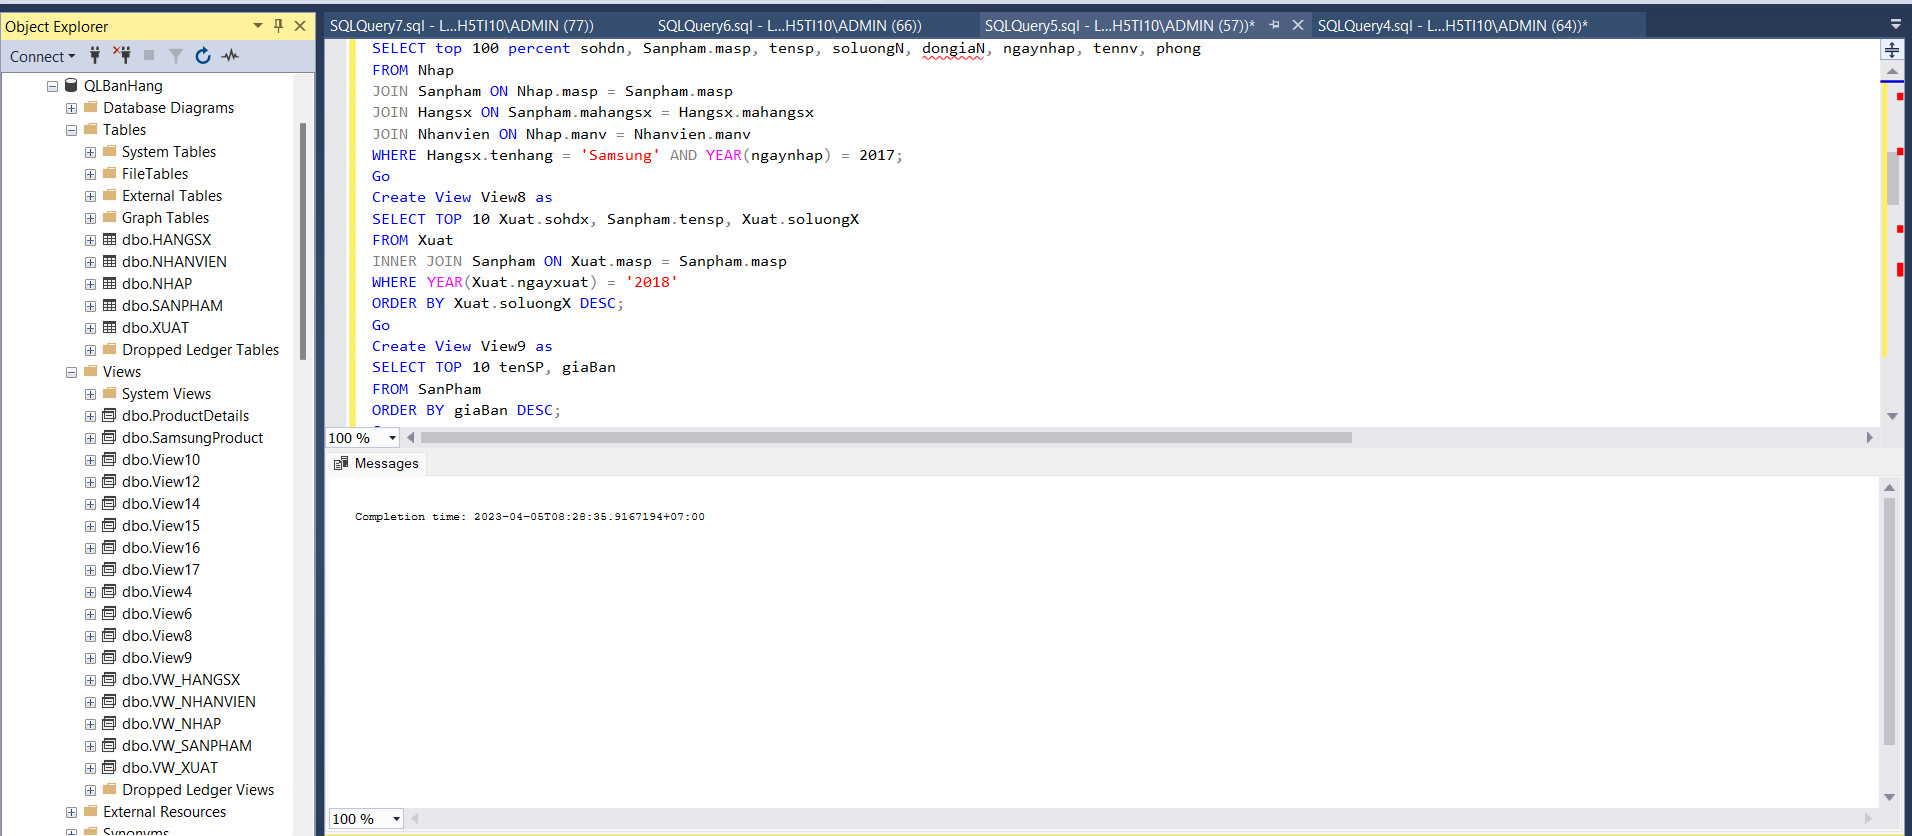 Object Explorer
Connect
QLBanHang
Database Diagrams
Tables
System Tables
FileTables
External Tables
Graph Tables
dbo.HANGSX
dbo.NHANVIEN
dbo.NHAP
dbo.SANPHAM
dbo.XUAT
Dropped Ledger Tables
Views
System Views
dbo.ProductDetails
dbo.SamsungProduct
dbo.View10
dbo.View12
dbo.View14
dbo.View15
dbo.View16
dbo.View17
dbo.View4
dbo.View6
dbo.View8
dbo.View9
dbo.VW_HANGSX
dbo.VW_NHANVIEN
dbo.VW_NHAP
dbo.VW_SANPHAM
dbo.VW_XUAT
Dropped Ledger Views
External Resources
Synonyms
SQLQuery7.sql - L...H5TI10\ADMIN (77)) SQLQuery6.sql - L...H5TI10\ADMIN (66)) SQLQuery5.sql - L...H5TI10\ADMIN (57))* SQLQuery4.sql - L...H5TI10\ADMIN (64))*
SELECT top 100 percent sohdn, Sanpham.masp, tensp, soluongN, dongiaN, ngaynhap, tennv, phong
FROM Nhap
JOIN Sanpham ON Nhap.masp = Sanpham.masp
JOIN Hangsx ON Sanpham.mahangsx = Hangsx.mahangsx
JOIN Nhanvien ON Nhap.manv = Nhanvien.manv
WHERE Hangsx.tenhang = 'Samsung' AND YEAR(ngaynhap) = 2017;
Go
Create View View8 as
SELECT TOP 10 Xuat.sohdx, Sanpham.tensp, Xuat.soluongX
FROM Xuat
INNER JOIN Sanpham ON Xuat.masp = Sanpham.masp
WHERE YEAR(Xuat.ngayxuat) = '2018'
ORDER BY Xuat.soluongX DESC;
Go
Create View View9 as
SELECT TOP 10 tenSP, giaBan
FROM SanPham
ORDER BY giaBan DESC;
100 %
Messages
Completion time: 2023-04-05T08:28:35.9167194+07:00
100 %